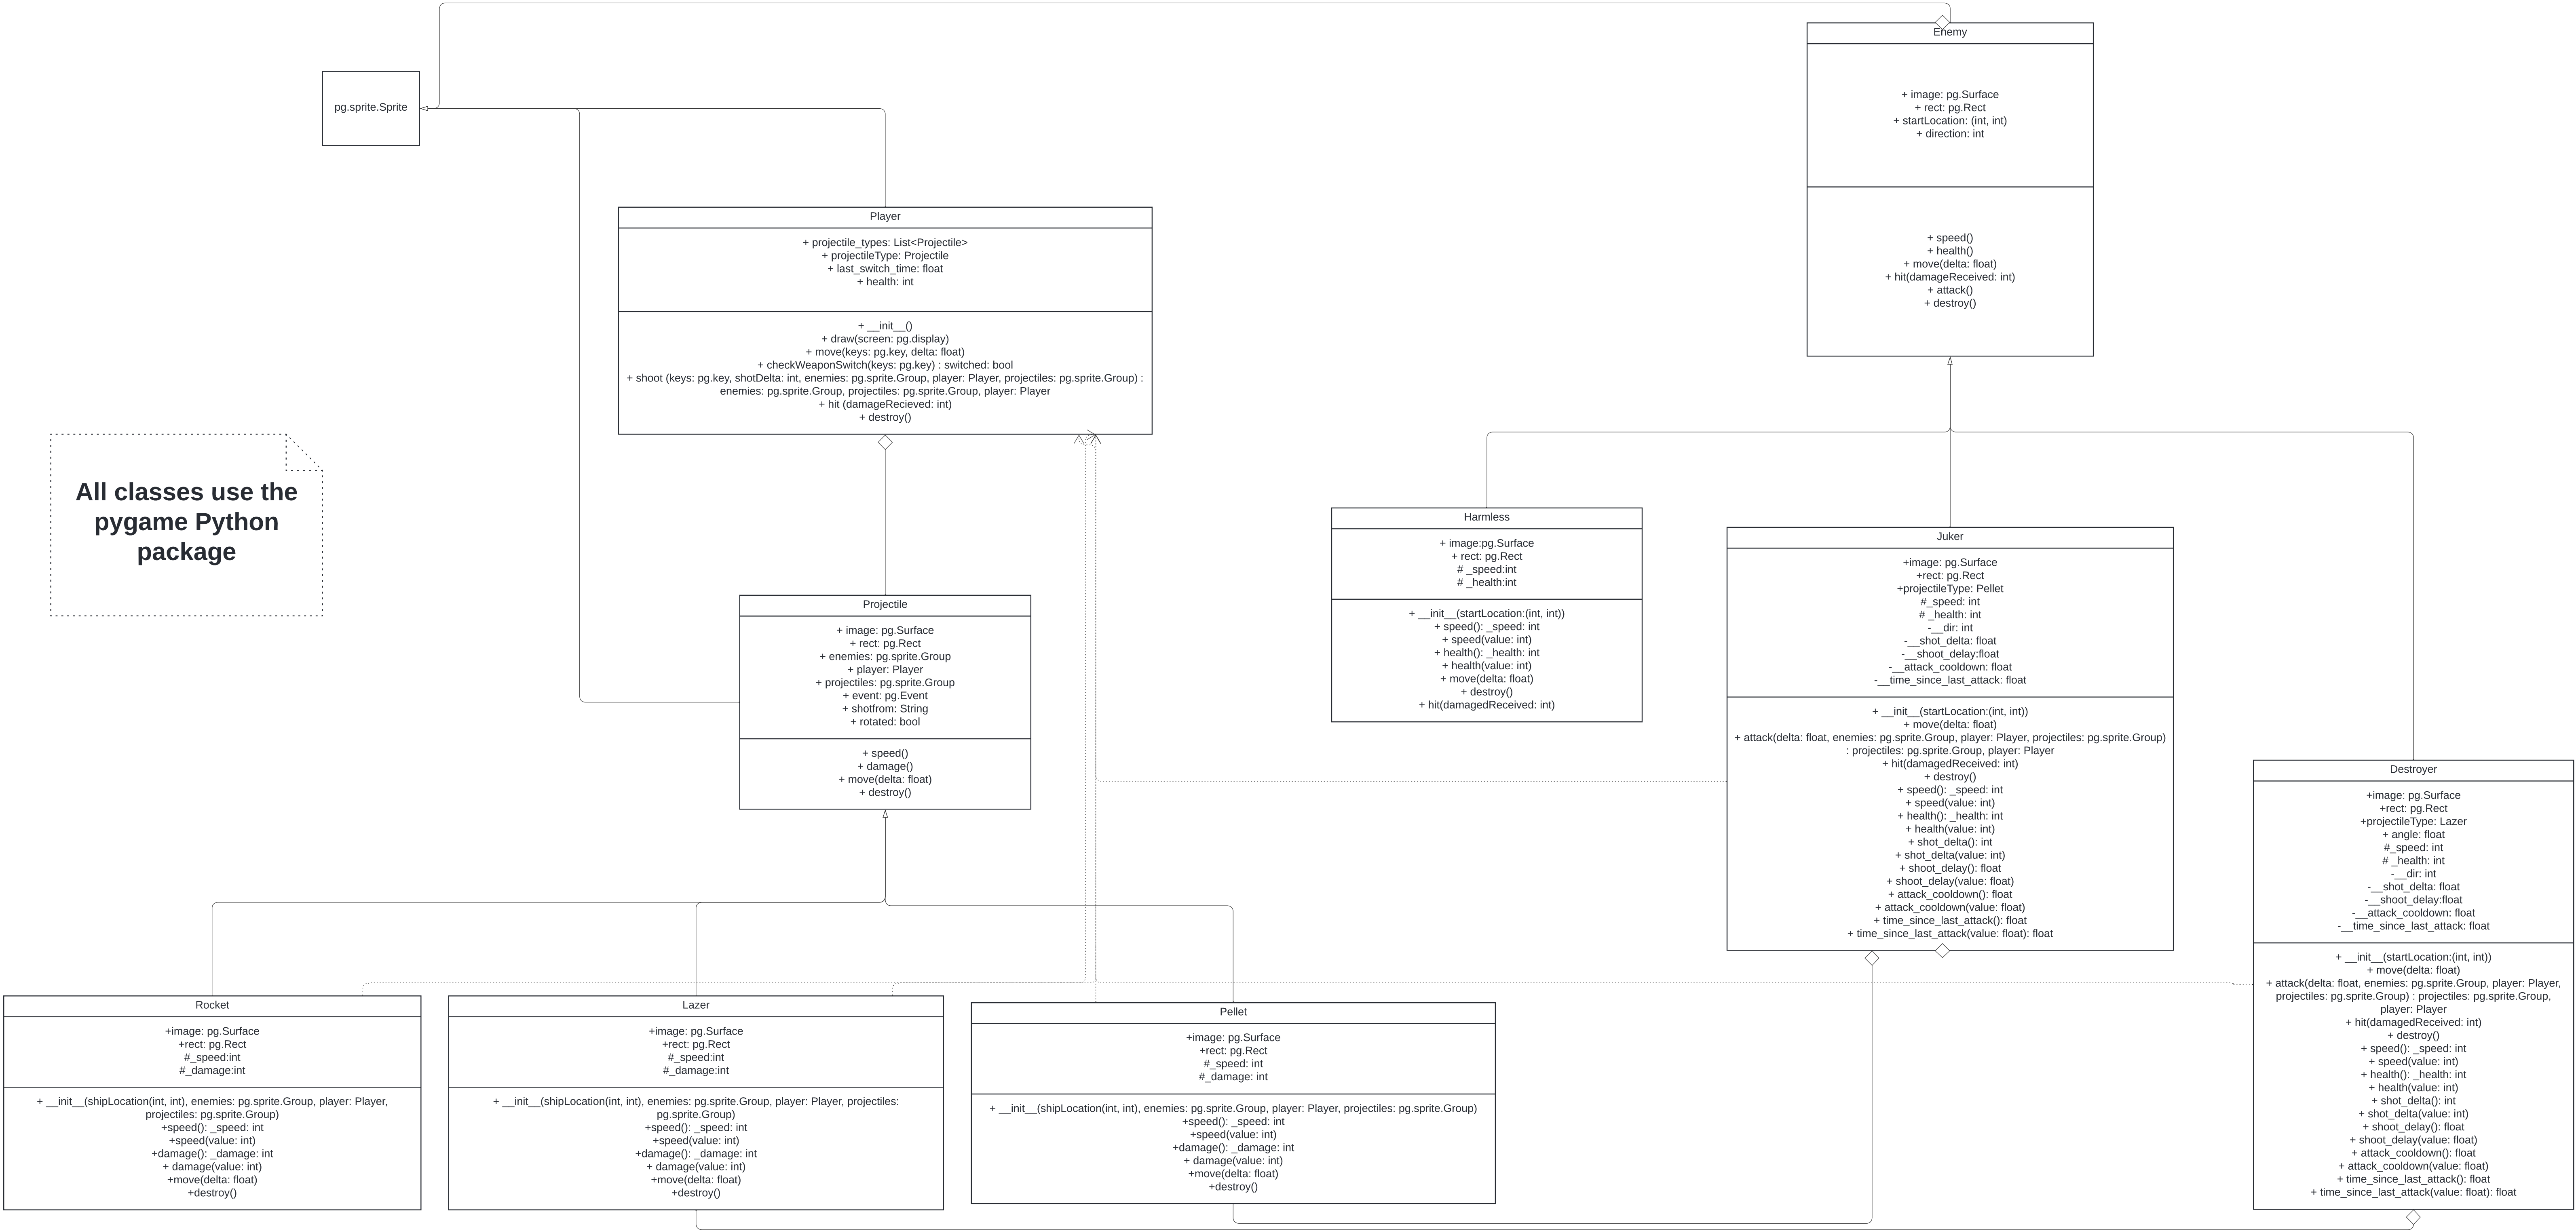 Enemy
+ image: pg.Surface
+ rect: pg.Rect
+ startLocation: (int, int)
+ direction: int
+ speed()
+ health()
+ move(delta: float)
+ hit(damageReceived: int)
+ attack()
+ destroy()
pg.sprite.Sprite
Player
+ projectile_types: List<Projectile>
+ projectileType: Projectile
+ last_switch_time: float
+ health: int
+ __init__()
+ draw(screen: pg.display)
+ move(keys: pg.key, delta: float)
+ checkWeaponSwitch(keys: pg.key) : switched: bool
+ shoot (keys: pg.key, shotDelta: int, enemies: pg.sprite.Group, player: Player, projectiles: pg.sprite.Group) :
enemies: pg.sprite.Group, projectiles: pg.sprite.Group, player: Player
+ hit (damageRecieved: int)
+ destroy()
All classes use the
pygame Python
package
Harmless
+ image:pg.Surface
+ rect: pg.Rect
# _speed:int
# _health:int
+ __init__(startLocation:(int, int))
+ speed(): _speed: int
+ speed(value: int)
+ health(): _health: int
+ health(value: int)
+ move(delta: float)
+ destroy()
+ hit(damagedReceived: int)
Juker
+image: pg.Surface
+rect: pg.Rect
+projectileType: Pellet
#_speed: int
# _health: int
-__dir: int
-__shot_delta: float
-__shoot_delay:float
-__attack_cooldown: float
-__time_since_last_attack: float
+ __init__(startLocation:(int, int))
+ move(delta: float)
+ attack(delta: float, enemies: pg.sprite.Group, player: Player, projectiles: pg.sprite.Group)
: projectiles: pg.sprite.Group, player: Player
+ hit(damagedReceived: int)
+ destroy()
+ speed(): _speed: int
+ speed(value: int)
+ health(): _health: int
+ health(value: int)
+ shot_delta(): int
+ shot_delta(value: int)
+ shoot_delay(): float
+ shoot_delay(value: float)
+ attack_cooldown(): float
+ attack_cooldown(value: float)
+ time_since_last_attack(): float
+ time_since_last_attack(value: float): float
Projectile
+ image: pg.Surface
+ rect: pg.Rect
+ enemies: pg.sprite.Group
+ player: Player
+ projectiles: pg.sprite.Group
+ event: pg.Event
+ shotfrom: String
+ rotated: bool
+ speed()
+ damage()
+ move(delta: float)
+ destroy()
Destroyer
+image: pg.Surface
+rect: pg.Rect
+projectileType: Lazer
+ angle: float
#_speed: int
# _health: int
-__dir: int
-__shot_delta: float
-__shoot_delay:float
-__attack_cooldown: float
-__time_since_last_attack: float
+ __init__(startLocation:(int, int))
+ move(delta: float)
+ attack(delta: float, enemies: pg.sprite.Group, player: Player,
projectiles: pg.sprite.Group) : projectiles: pg.sprite.Group,
player: Player
+ hit(damagedReceived: int)
+ destroy()
+ speed(): _speed: int
+ speed(value: int)
+ health(): _health: int
+ health(value: int)
+ shot_delta(): int
+ shot_delta(value: int)
+ shoot_delay(): float
+ shoot_delay(value: float)
+ attack_cooldown(): float
+ attack_cooldown(value: float)
+ time_since_last_attack(): float
+ time_since_last_attack(value: float): float
Rocket
+image: pg.Surface
+rect: pg.Rect
#_speed:int
#_damage:int
+ __init__(shipLocation(int, int), enemies: pg.sprite.Group, player: Player,
projectiles: pg.sprite.Group)
+speed(): _speed: int
+speed(value: int)
+damage(): _damage: int
+ damage(value: int)
+move(delta: float)
+destroy()
Lazer
+image: pg.Surface
+rect: pg.Rect
#_speed:int
#_damage:int
+ __init__(shipLocation(int, int), enemies: pg.sprite.Group, player: Player, projectiles:
pg.sprite.Group)
+speed(): _speed: int
+speed(value: int)
+damage(): _damage: int
+ damage(value: int)
+move(delta: float)
+destroy()
Pellet
+image: pg.Surface
+rect: pg.Rect
#_speed: int
#_damage: int
+ __init__(shipLocation(int, int), enemies: pg.sprite.Group, player: Player, projectiles: pg.sprite.Group)
+speed(): _speed: int
+speed(value: int)
+damage(): _damage: int
+ damage(value: int)
+move(delta: float)
+destroy()